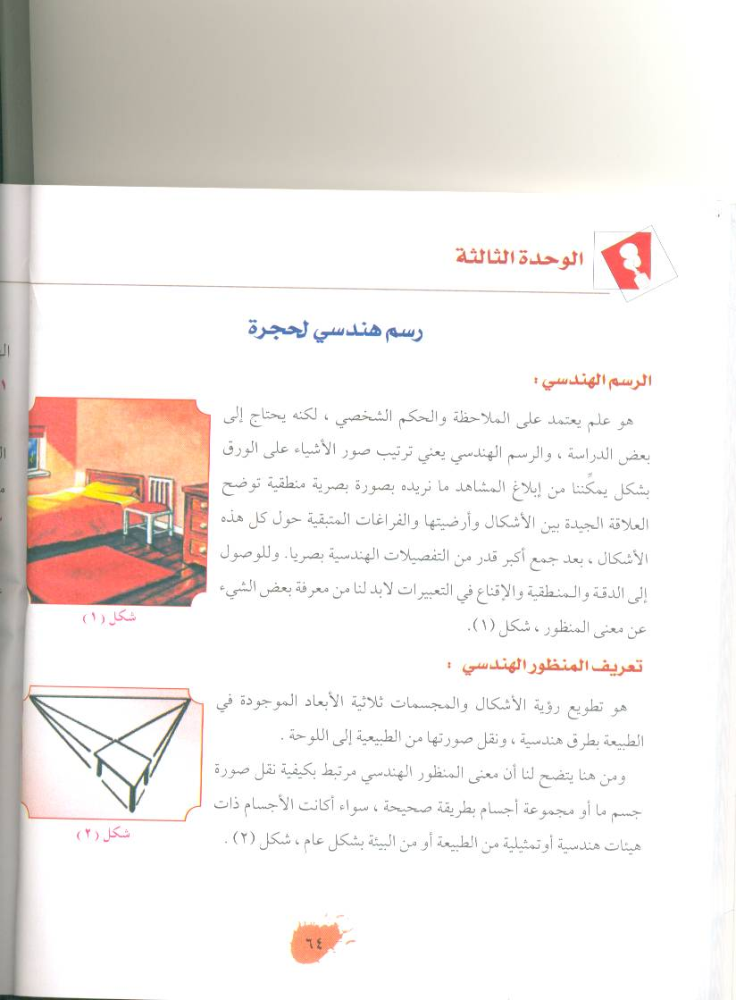 الوحدة الثالثة
رسم هندسي لحجرة
الرسم الهندسي :
هو علم يعتمد على الملاحظة والحكم الشخصي ، لكنه يحتاج إلى
بعض الدراسة ، والرسم الهندسي يعني ترتيب صور الأشياء على الورق
بشكل يمكِّننا من إبلاغ المشاهد ما نريده بصورة بصرية منطقية توضح
العلاقة الجيدة بين الأشكال وأرضيتها والفراغات المتبقية حول كل هذه
الأشكال ، بعد جمع أكبر قدر من التفصيلات الهندسية بصريا. وللوصول
إلى الدقة والمنطقية والإقناع في التعبيرات لابد لنا من معرفة بعض الشيء
عن معنى المنظور ، شكل (١).
شكل (١)
تعريف المنظور الهندسي :
هو تطويع رؤية الأشكال والمجسمات ثلاثية الأبعاد الموجودة في
الطبيعة بطرق هندسية ، ونقل صورتها من الطبيعية إلى اللوحة .
ومن هنا يتضح لنا أن معنى المنظور الهندسي مرتبط بكيفية نقل صورة
جسم ما أو مجموعة أجسام بطريقة صحيحة ، سواء أكانت الأجسام ذات
هيئات هندسية أوتمثيلية من الطبيعة أو من البيئة بشكل عام ، شكل (٢) .
شكل (٢)
٦٤